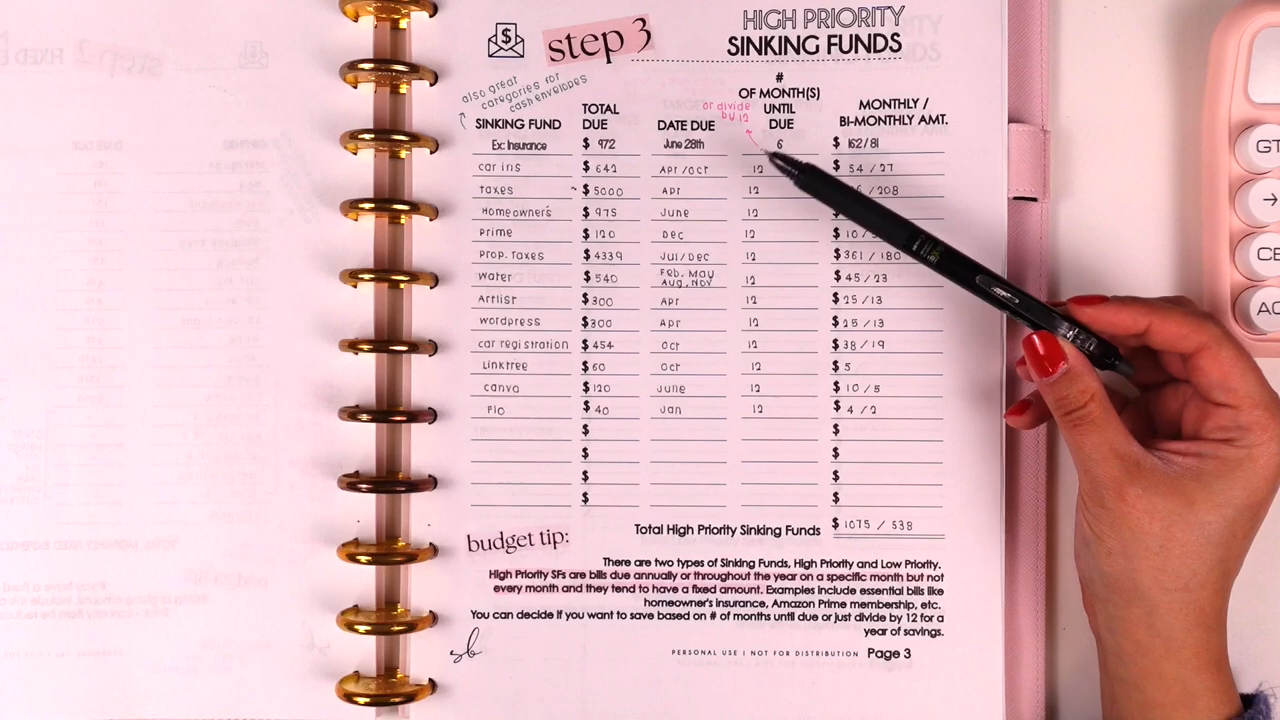 HIGH PRIORITY
step 3 SINKING FUNDS
also great
categories for
cash envelopes
or divide
by 12
SINKING FUND TOTAL DUE DATE DUE # OF MONTH(S) UNTIL DUE MONTHLY / BI-MONTHLY AMT.
Ex: Insurance $ 972 June 28th 6 $ 162/81
car ins $ 642 Apr/Oct 12 $ 54 / 27
taxes ~ $ 5000 Apr 12 / 208
Homeowner's $ 975 June 12
Prime $ 120 Dec 12 $ 10 /
Prop. Taxes $ 4339 Jul/Dec 12 $ 361 / 180
Water $ 540 Feb, May Aug, Nov 12 $ 45 / 23
Artlist $ 300 Apr 12 $ 25 / 13
wordpress $ 300 Apr 12 $ 25 / 13
car registration $ 454 Oct 12 $ 38 / 19
Linktree $ 60 Oct 12 $ 5
canva $ 120 June 12 $ 10 / 5
Flo $ 40 Jan 12 $ 4 / 2
$ $
$ $
$ $
$ $
Total High Priority Sinking Funds $ 1075 / 538
budget tip:
There are two types of Sinking Funds, High Priority and Low Priority.
High Priority SFs are bills due annually or throughout the year on a specific month but not
every month and they tend to have a fixed amount. Examples include essential bills like
homeowner's insurance, Amazon Prime membership, etc.
You can decide if you want to save based on # of months until due or just divide by 12 for a
year of savings.
sb
PERSONAL USE | NOT FOR DISTRIBUTION Page 3
GT
→
CE
AC